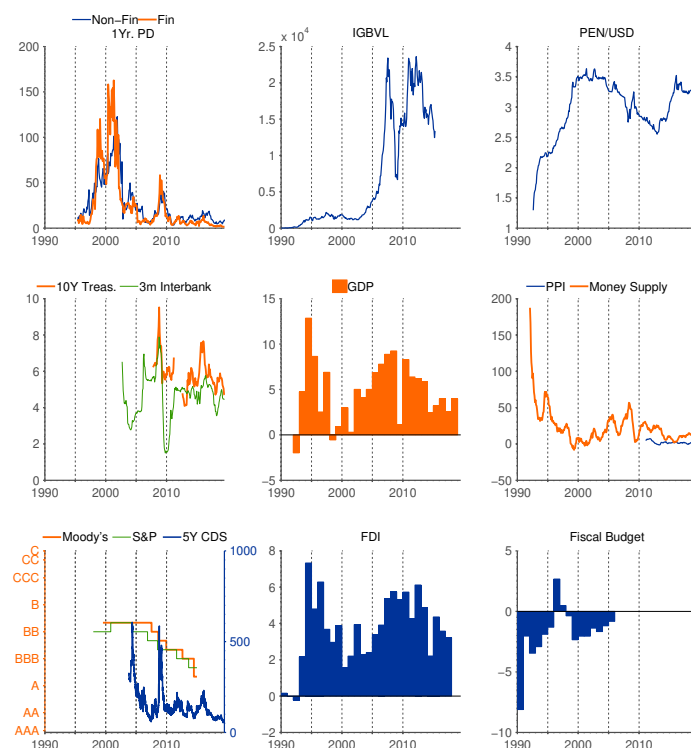 Non−Fin Fin
1Yr. PD
200
150
100
50
0
1990 2000 2010
x 10⁴ IGBVL
2.5
2
1.5
1
0.5
0
1990 2000 2010
PEN/USD
4
3.5
3
2.5
2
1.5
1
1990 2000 2010
10Y Treas. 3m Interbank
10
8
6
4
2
0
1990 2000 2010
GDP
15
10
5
0
−5
1990 2000 2010
PPI Money Supply
200
150
100
50
0
−50
1990 2000 2010
Moody's S&P 5Y CDS
C
CC
CCC
B
BB
BBB
A
AA
AAA
1000
500
0
1990 2000 2010
FDI
8
6
4
2
0
−2
1990 2000 2010
Fiscal Budget
5
0
−5
−10
1990 2000 2010